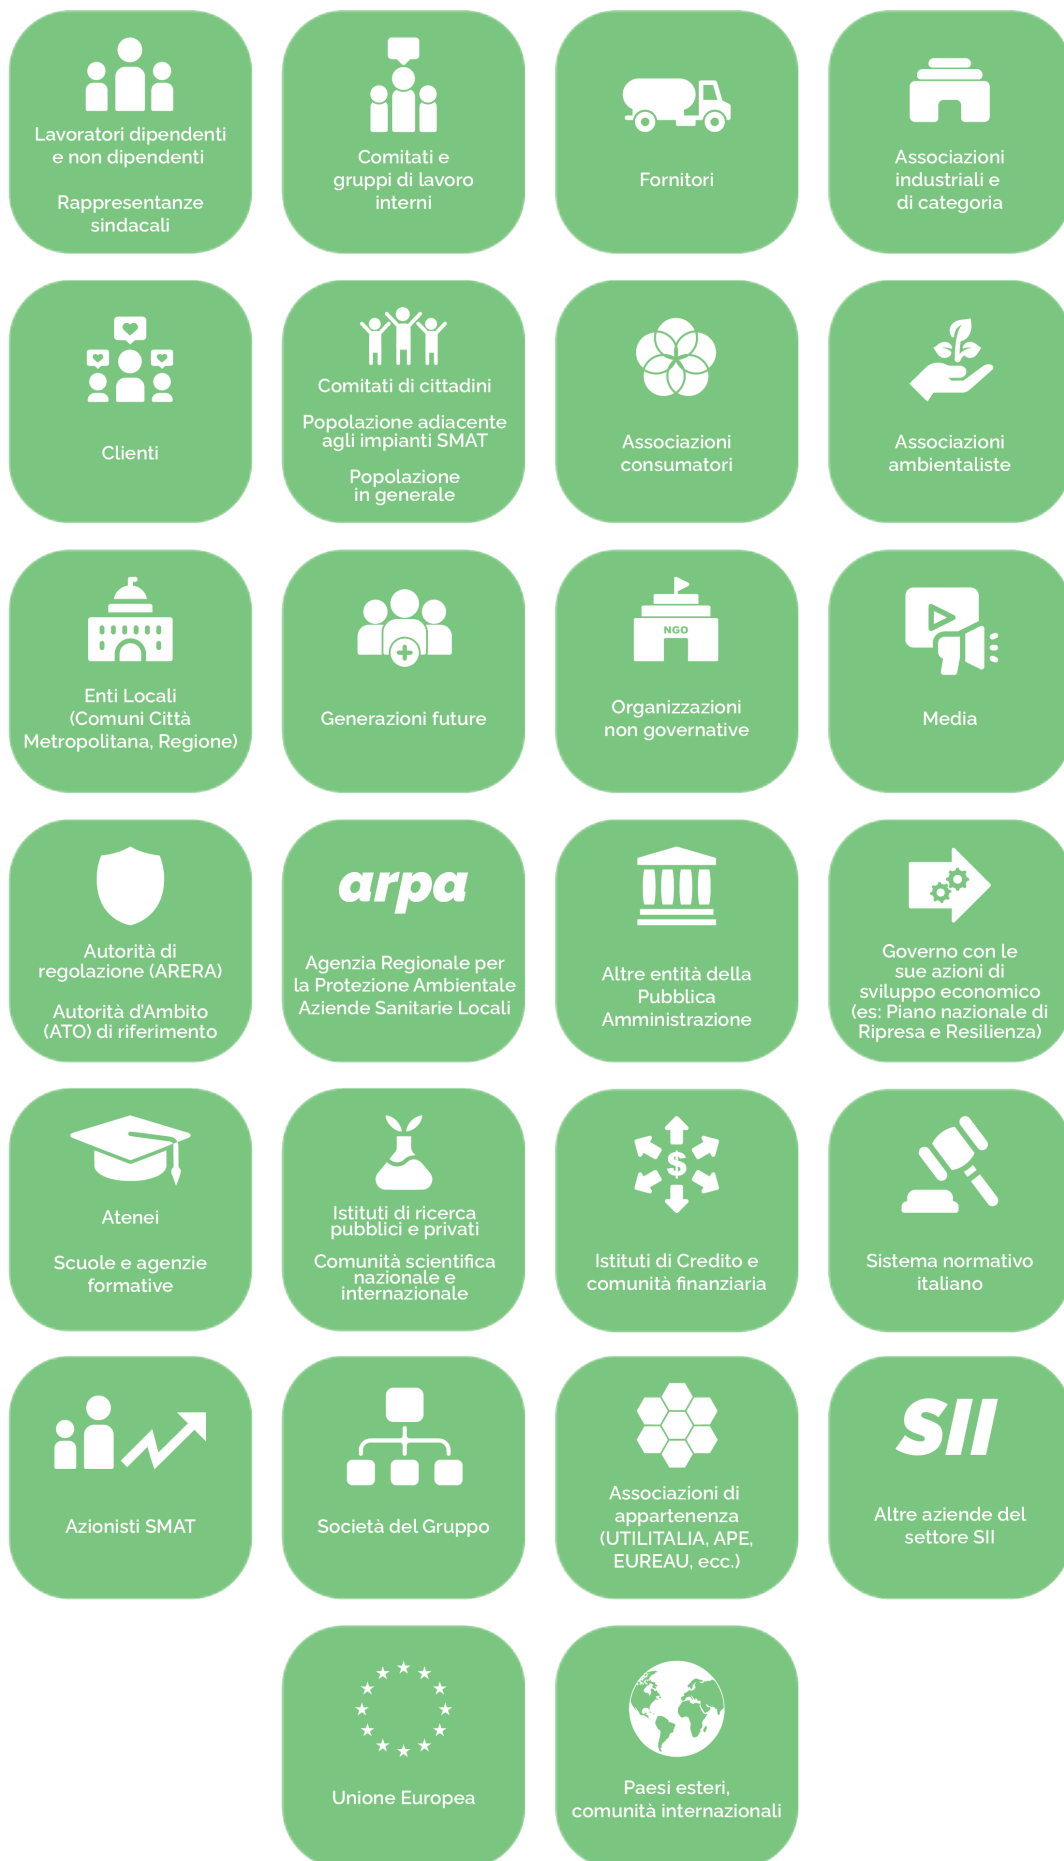 Lavoratori dipendenti
e non dipendenti
Rappresentanze
sindacali
Comitati e
gruppi di lavoro
interni
Fornitori
Associazioni
industriali e
di categoria
Clienti
Comitati di cittadini
Popolazione adiacente
agli impianti SMAT
Popolazione
in generale
Associazioni
consumatori
Associazioni
ambientaliste
Enti Locali
(Comuni Città
Metropolitana, Regione)
Generazioni future
NGO
Organizzazioni
non governative
Media
Autorità di
regolazione (ARERA)
Autorità d'Ambito
(ATO) di riferimento
arpa
Agenzia Regionale per
la Protezione Ambientale
Aziende Sanitarie Locali
Altre entità della
Pubblica
Amministrazione
Governo con le
sue azioni di
sviluppo economico
(es: Piano nazionale di
Ripresa e Resilienza)
Atenei
Scuole e agenzie
formative
Istituti di ricerca
pubblici e privati
Comunità scientifica
nazionale e
internazionale
$
Istituti di Credito e
comunità finanziaria
Sistema normativo
italiano
Azionisti SMAT
Società del Gruppo
Associazioni di
appartenenza
(UTILITALIA, APE,
EUREAU, ecc.)
SII
Altre aziende del
settore SII
Unione Europea
Paesi esteri,
comunità internazionali